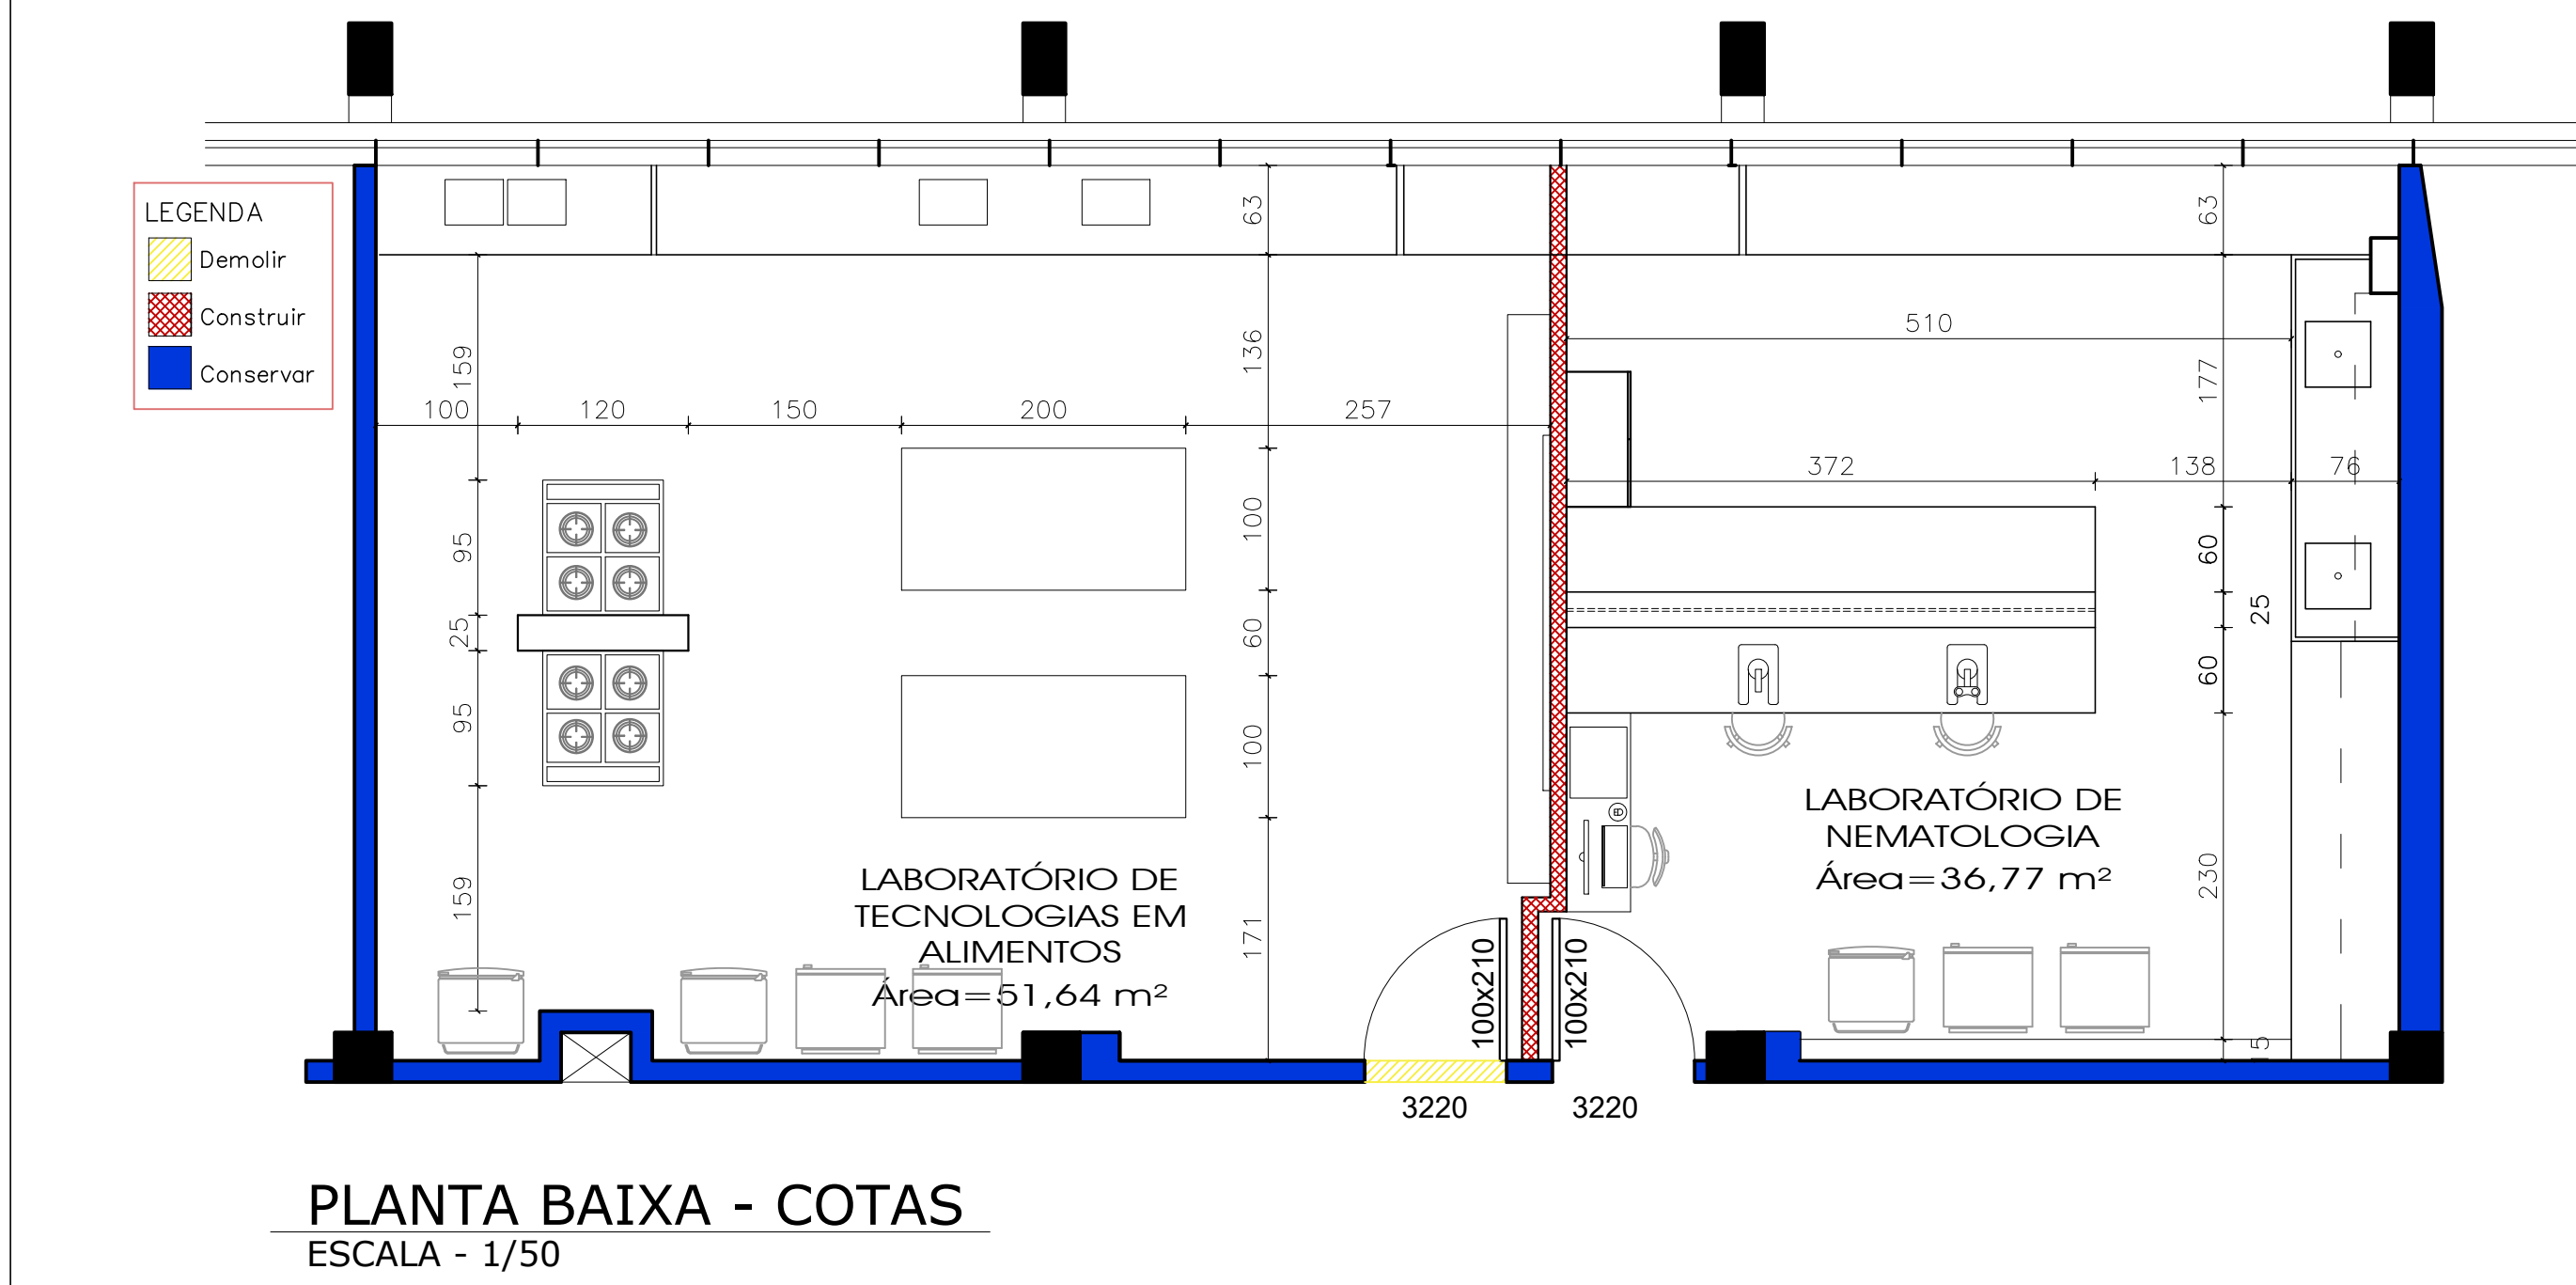 LEGENDA
Demolir
Construir
Conservar
63
63
159
136
510
177
100
120
150
200
257
372
138
76
95
100
60
25
25
60
60
95
100
LABORATÓRIO DE
NEMATOLOGIA
Área=36,77 m²
LABORATÓRIO DE
TECNOLOGIAS EM
ALIMENTOS
Área=51,64 m²
159
171
230
100x210
100x210
15
3220
3220
PLANTA BAIXA - COTAS
ESCALA - 1/50